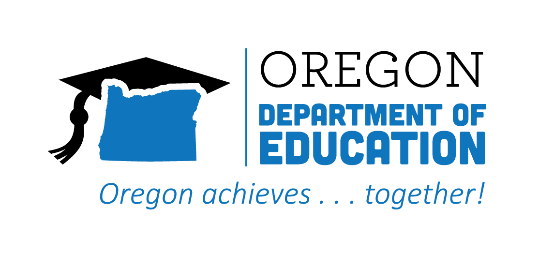 OREGON
DEPARTMENT OF
EDUCATION
Oregon achieves . . . together!